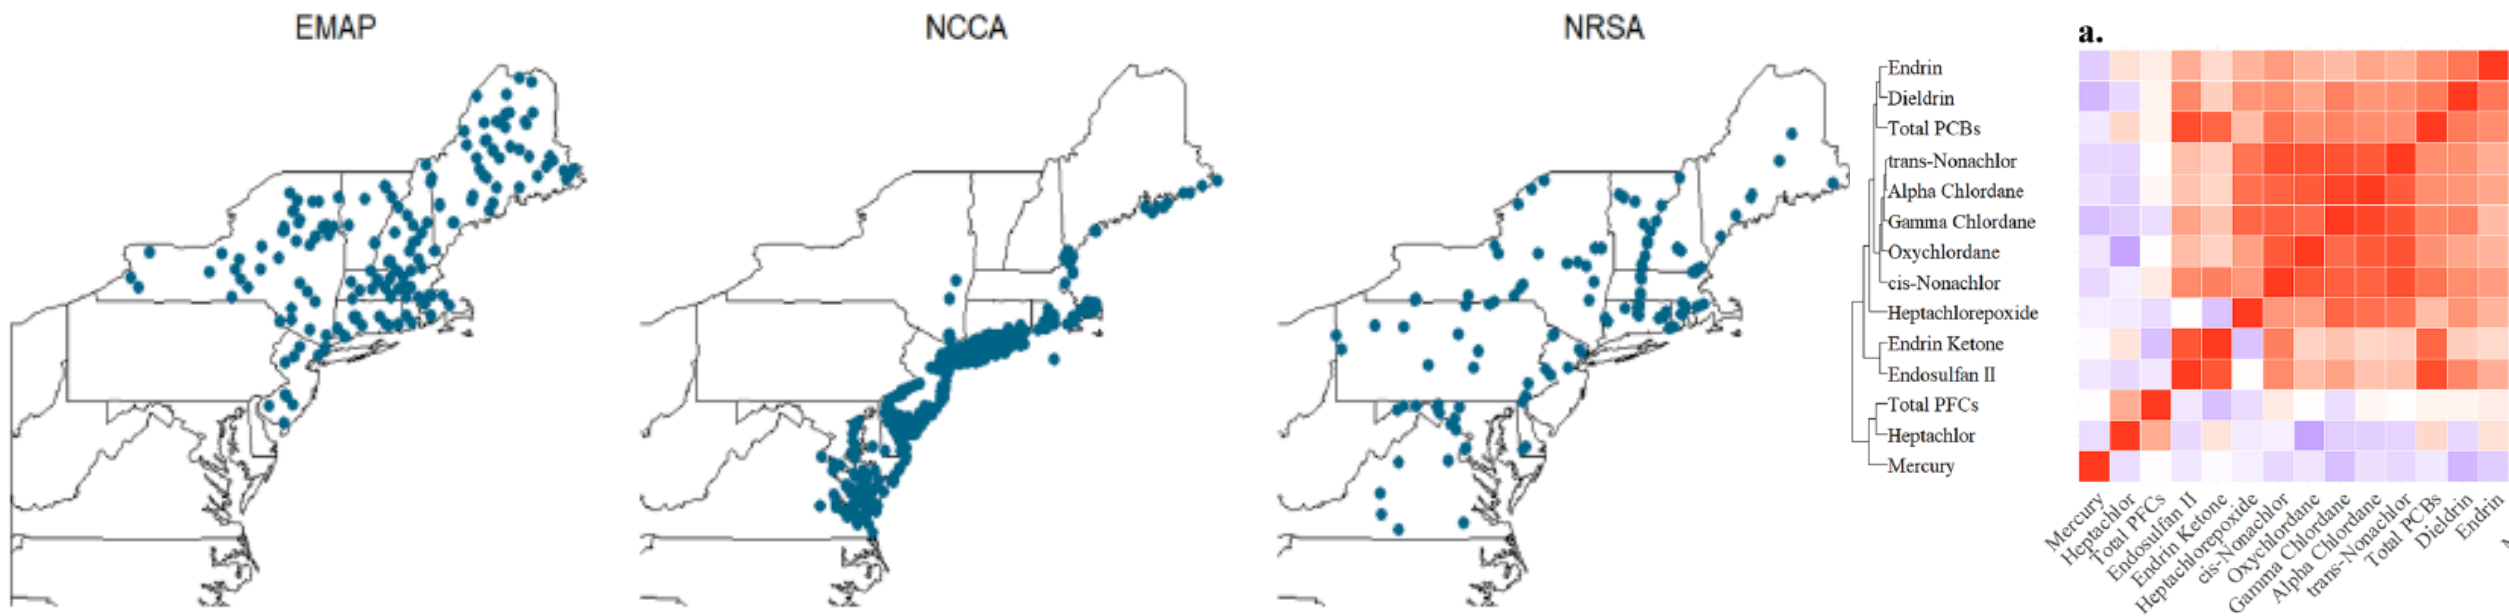 EMAP
NCCA
NRSA
a.
Endrin
Dieldrin
Total PCBs
trans-Nonachlor
Alpha Chlordane
Gamma Chlordane
Oxychlordane
cis-Nonachlor
Heptachlorepoxide
Endrin Ketone
Endosulfan II
Total PFCs
Heptachlor
Mercury
Mercury
Heptachlor
Total PFCs
Endosulfan II
Endrin Ketone
Heptachlorepoxide
cis-Nonachlor
Oxychlordane
Gamma Chlordane
Alpha Chlordane
trans-Nonachlor
Total PCBs
Dieldrin
Endrin